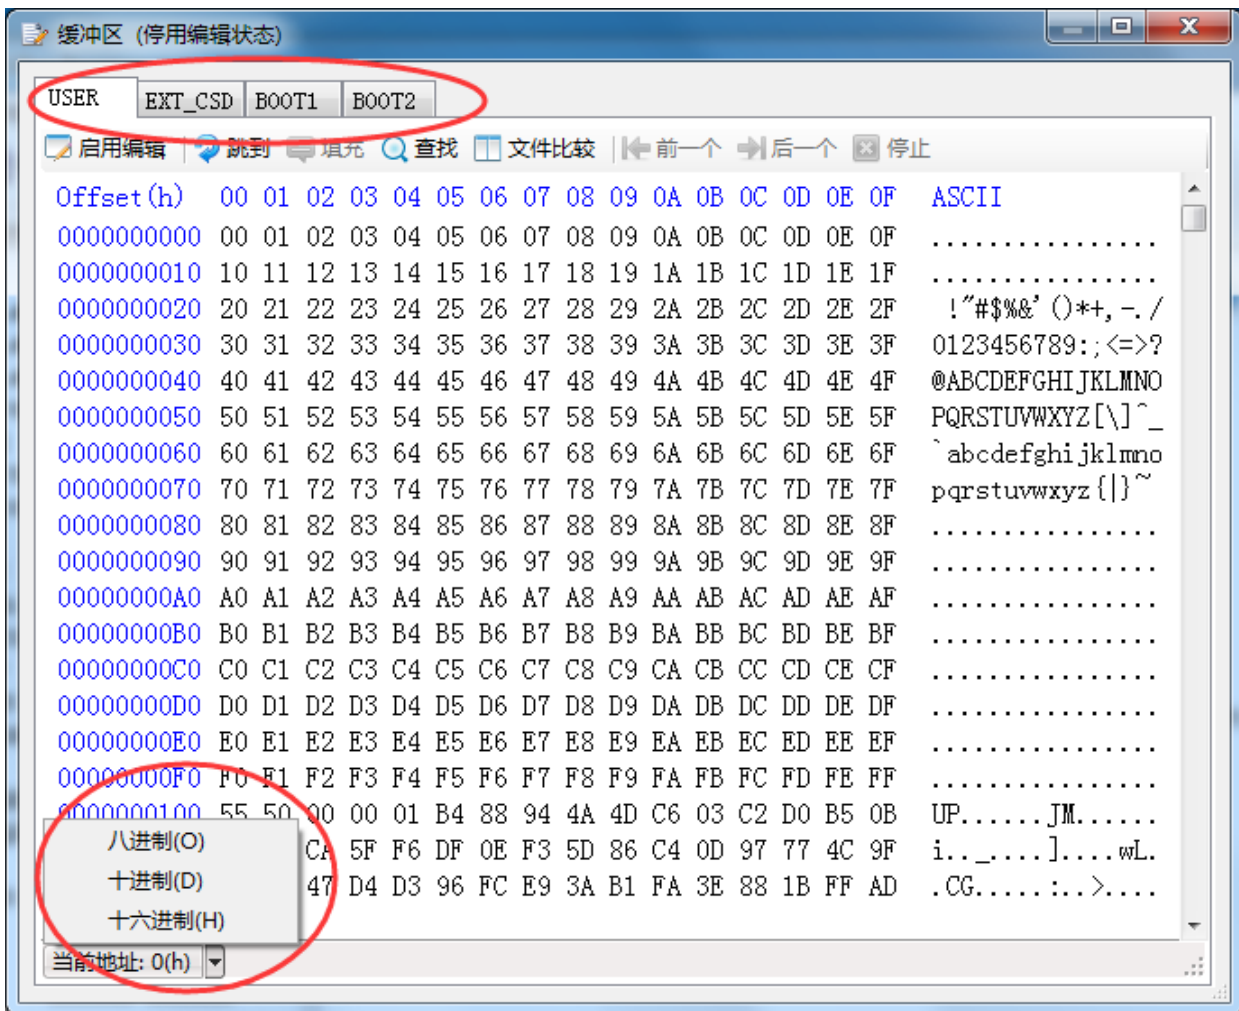 缓冲区 (停用编辑状态)
USER EXT_CSD BOOT1 BOOT2
启用编辑 跳到 填充 查找 文件比较 前一个 后一个 停止
Offset(h) 00 01 02 03 04 05 06 07 08 09 0A 0B 0C 0D 0E 0F ASCII
0000000000 00 01 02 03 04 05 06 07 08 09 0A 0B 0C 0D 0E 0F ................
0000000010 10 11 12 13 14 15 16 17 18 19 1A 1B 1C 1D 1E 1F ................
0000000020 20 21 22 23 24 25 26 27 28 29 2A 2B 2C 2D 2E 2F !"#$%&'()*+,-./
0000000030 30 31 32 33 34 35 36 37 38 39 3A 3B 3C 3D 3E 3F 0123456789:;<=>?
0000000040 40 41 42 43 44 45 46 47 48 49 4A 4B 4C 4D 4E 4F @ABCDEFGHIJKLMNO
0000000050 50 51 52 53 54 55 56 57 58 59 5A 5B 5C 5D 5E 5F PQRSTUVWXYZ[\]^_
0000000060 60 61 62 63 64 65 66 67 68 69 6A 6B 6C 6D 6E 6F `abcdefghijklmno
0000000070 70 71 72 73 74 75 76 77 78 79 7A 7B 7C 7D 7E 7F pqrstuvwxyz{|}~
0000000080 80 81 82 83 84 85 86 87 88 89 8A 8B 8C 8D 8E 8F ................
0000000090 90 91 92 93 94 95 96 97 98 99 9A 9B 9C 9D 9E 9F ................
00000000A0 A0 A1 A2 A3 A4 A5 A6 A7 A8 A9 AA AB AC AD AE AF ................
00000000B0 B0 B1 B2 B3 B4 B5 B6 B7 B8 B9 BA BB BC BD BE BF ................
00000000C0 C0 C1 C2 C3 C4 C5 C6 C7 C8 C9 CA CB CC CD CE CF ................
00000000D0 D0 D1 D2 D3 D4 D5 D6 D7 D8 D9 DA DB DC DD DE DF ................
00000000E0 E0 E1 E2 E3 E4 E5 E6 E7 E8 E9 EA EB EC ED EE EF ................
00000000F0 F0 F1 F2 F3 F4 F5 F6 F7 F8 F9 FA FB FC FD FE FF ................
0000000100 55 50 00 00 01 B4 88 94 4A 4D C6 03 C2 D0 B5 0B UP......JM......
八进制(O) CA 5F F6 DF 0E F3 5D 86 C4 0D 97 77 4C 9F i.._....]....wL.
十进制(D) 47 D4 D3 96 FC E9 3A B1 FA 3E 88 1B FF AD .CG.....:..>....
十六进制(H)
当前地址: 0(h)